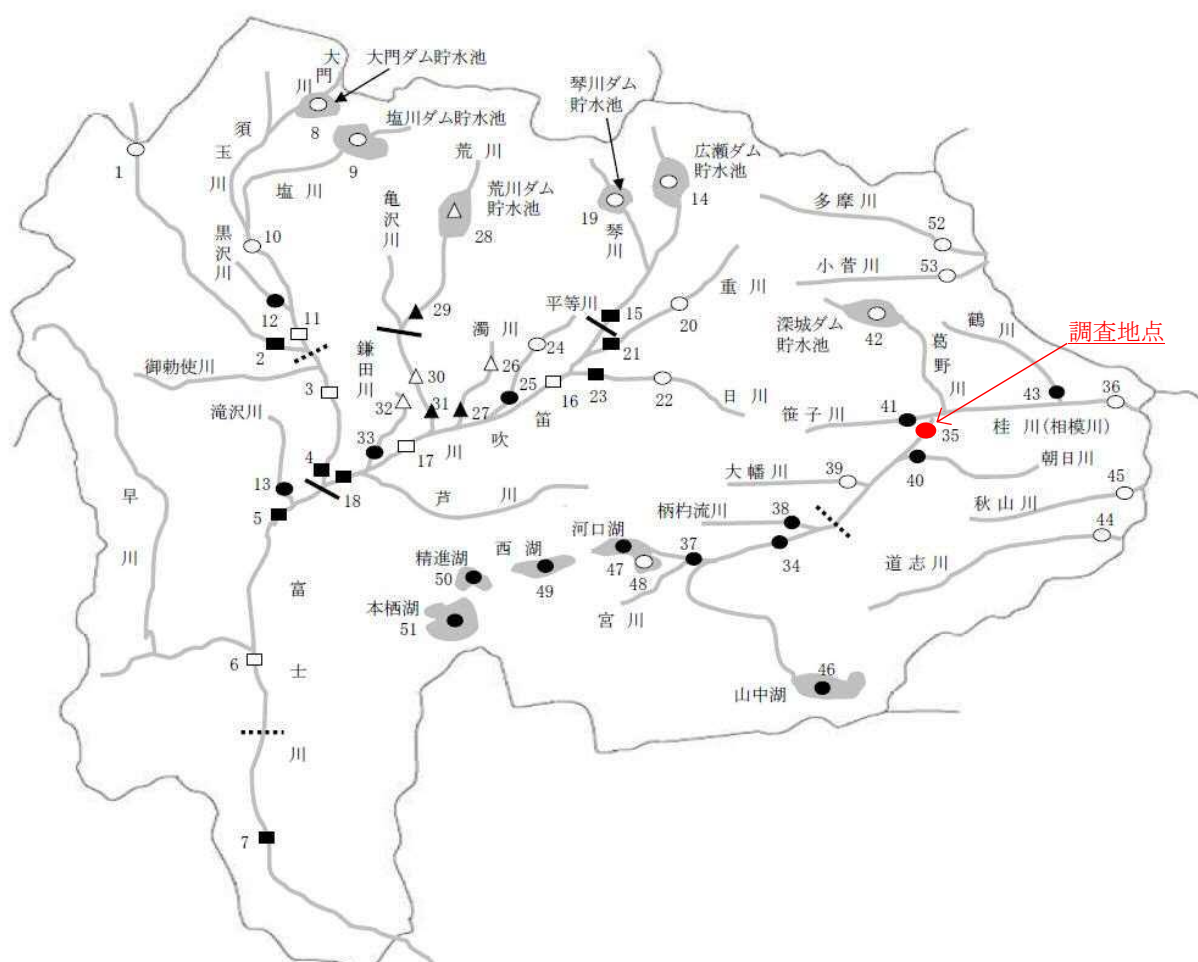 大門川
大門ダム貯水池
琴川ダム
貯水池
須玉川
8
塩川ダム貯水池
9
1
塩川
荒川
荒川ダム
貯水池
28
亀沢川
広瀬ダム
貯水池
14
19
琴川
多摩川
52
小菅川
53
黒沢川
10
12
11
2
御勅使川
3
29
鎌田川
濁川
平等川
15
重川
20
21
24
26
深城ダム
貯水池
42
葛野川
鶴川
調査地点
30
32
31
27
25
16
23
22
日川
笹子川
41
43
36
35
桂川(相模川)
滝沢川
33
17
笛吹川
4
13
18
5
芦川
大幡川
39
40
朝日川
45
秋山川
早川
柄杓流川
38
河口湖
西湖
精進湖
50
49
47
48
37
34
44
道志川
本栖湖
51
宮川
富士川
6
46
山中湖
7